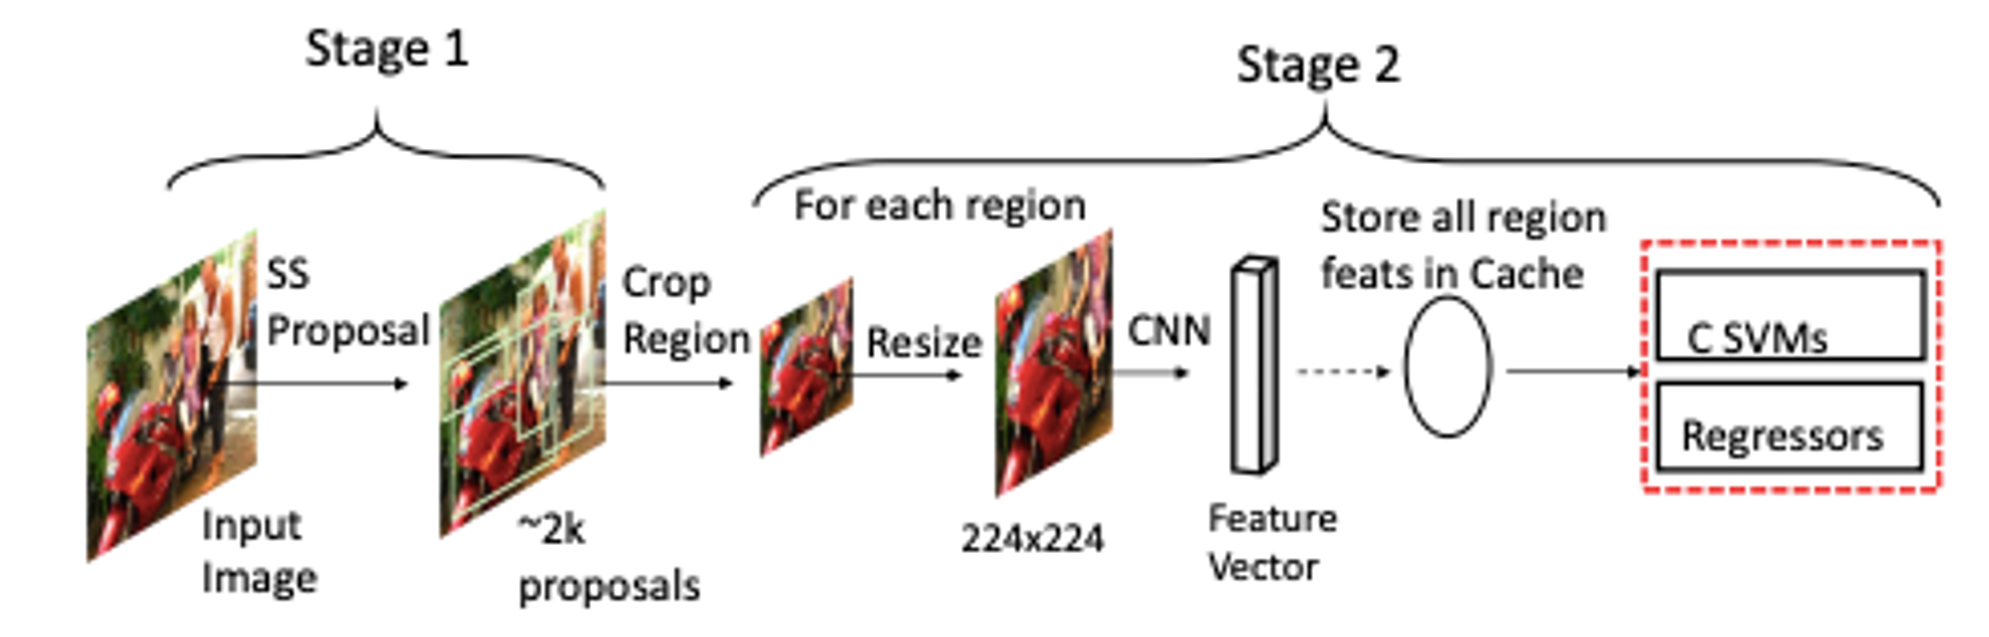 Stage 1
Stage 2
For each region
SS
Proposal
Crop
Region
Resize
CNN
Store all region
feats in Cache
C SVMs
Regressors
Input
Image
~2k
proposals
224x224
Feature
Vector